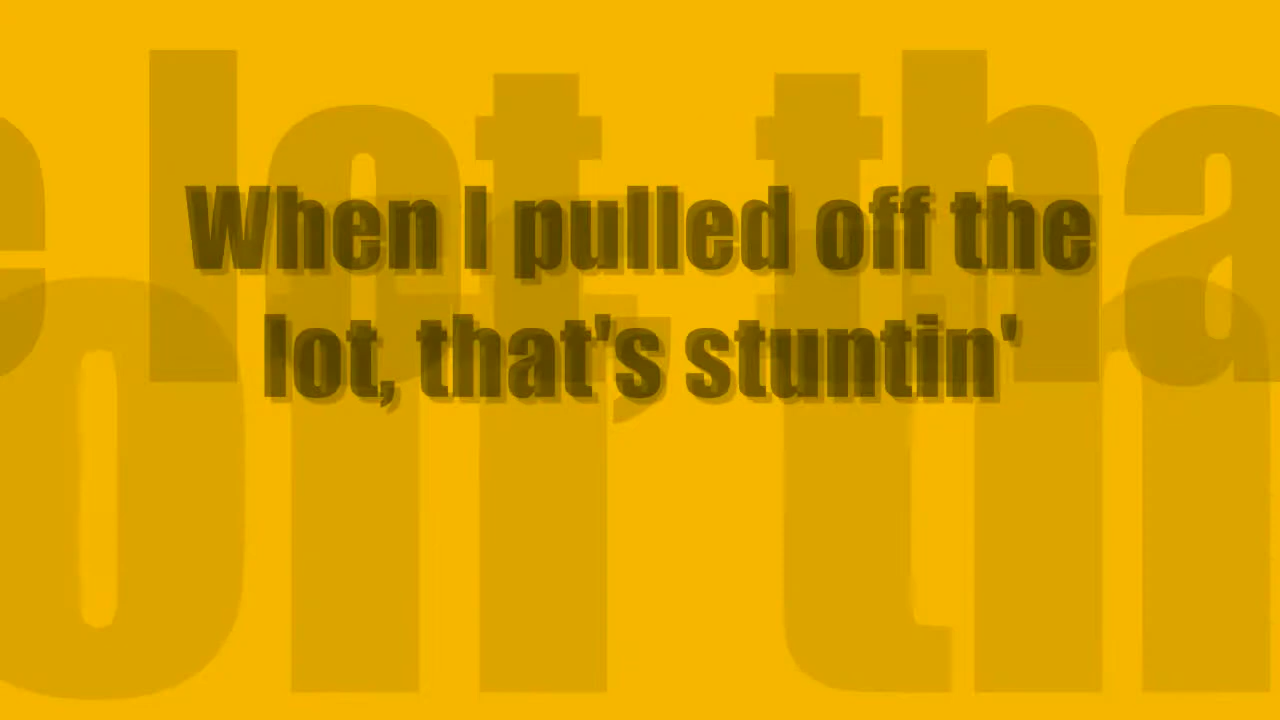 When I pulled off the
lot, that's stuntin'